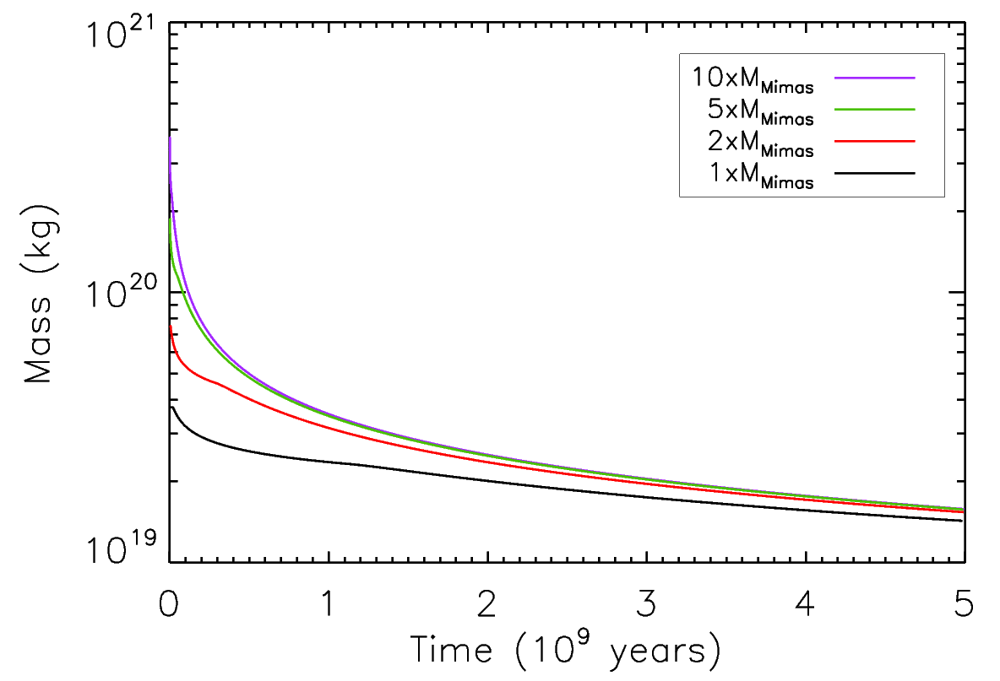 10²¹
10²⁰
10¹⁹
Mass (kg)
10xM_Mimas
5xM_Mimas
2xM_Mimas
1xM_Mimas
0 1 2 3 4 5
Time (10⁹ years)